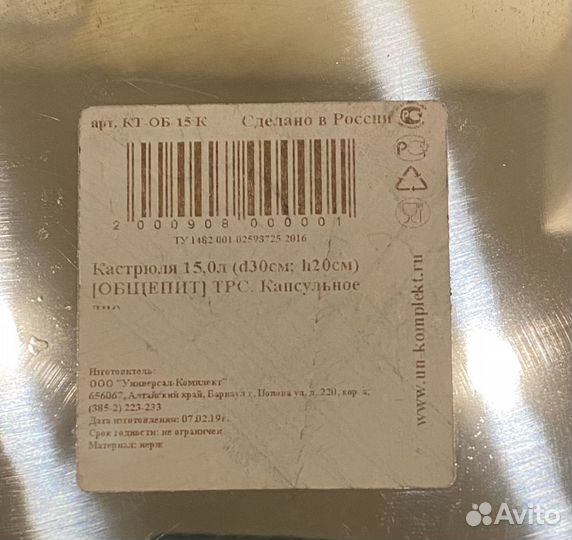 арт. КТ-ОБ-15 К Сделано в России
2 000908 000001
ТУ 1482 001 02593725 2016
Кастрюля 15,0л (d30см; h20см)
[ОБЩЕПИТ] ТРС. Капсульное
дно
www.un-komplekt.ru
Изготовитель:
ООО "Универсал-Комплект"
656067, Алтайский край, Барнаул г, Попова ул, д. 220, кор. а,
(385-2) 223-233
Дата изготовления: 07.02.19г.
Срок годности: не ограничен
Материал: нерж
Avito